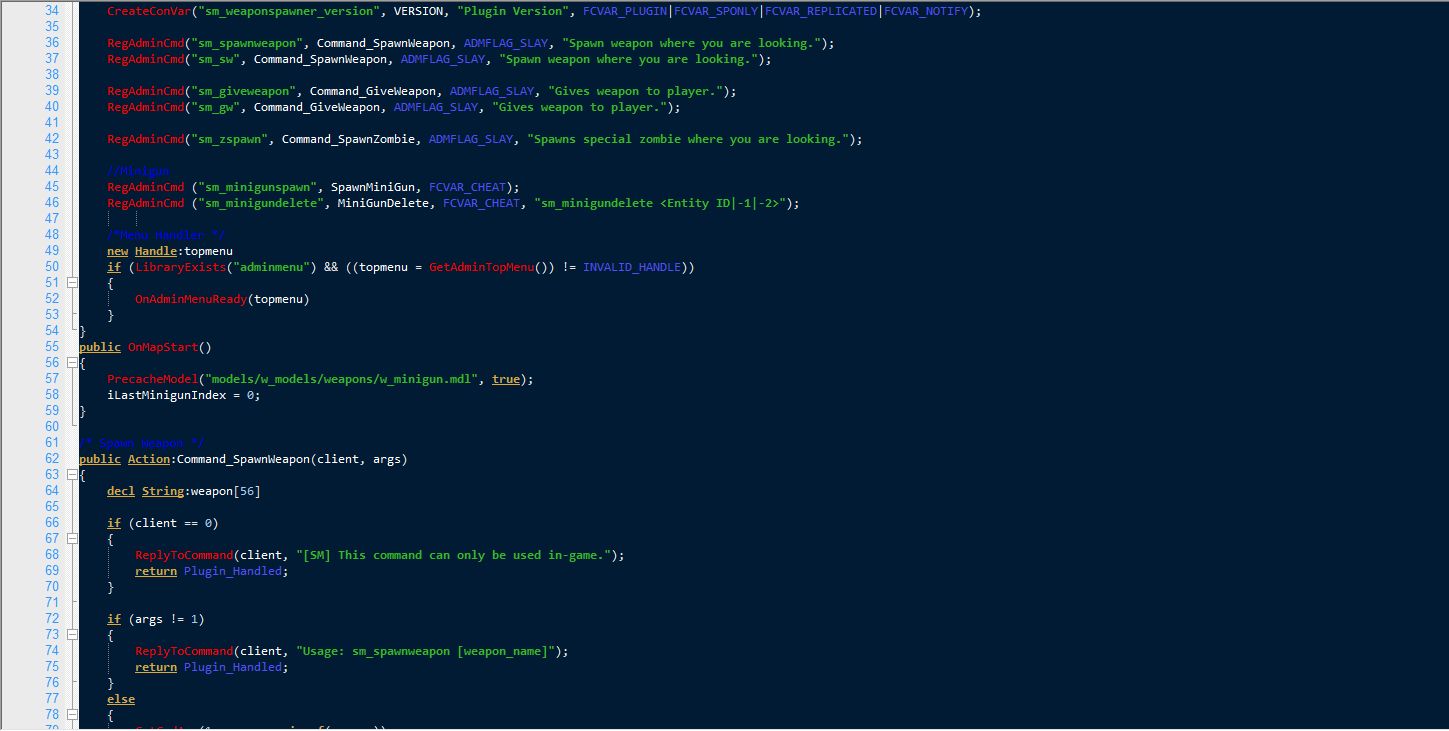 34 CreateConVar("sm_weaponspawner_version", VERSION, "Plugin Version", FCVAR_PLUGIN|FCVAR_SPONLY|FCVAR_REPLICATED|FCVAR_NOTIFY);
35
36 RegAdminCmd("sm_spawnweapon", Command_SpawnWeapon, ADMFLAG_SLAY, "Spawn weapon where you are looking.");
37 RegAdminCmd("sm_sw", Command_SpawnWeapon, ADMFLAG_SLAY, "Spawn weapon where you are looking.");
38
39 RegAdminCmd("sm_giveweapon", Command_GiveWeapon, ADMFLAG_SLAY, "Gives weapon to player.");
40 RegAdminCmd("sm_gw", Command_GiveWeapon, ADMFLAG_SLAY, "Gives weapon to player.");
41
42 RegAdminCmd("sm_zspawn", Command_SpawnZombie, ADMFLAG_SLAY, "Spawns special zombie where you are looking.");
43
44 //Minigun
45 RegAdminCmd ("sm_minigunspawn", SpawnMiniGun, FCVAR_CHEAT);
46 RegAdminCmd ("sm_minigundelete", MiniGunDelete, FCVAR_CHEAT, "sm_minigundelete <Entity ID|-1|-2>");
47
48 /*Menu Handler */
49 new Handle:topmenu
50 if (LibraryExists("adminmenu") && ((topmenu = GetAdminTopMenu()) != INVALID_HANDLE))
51 {
52 OnAdminMenuReady(topmenu)
53 }
54 }
55 public OnMapStart()
56 {
57 PrecacheModel("models/w_models/weapons/w_minigun.mdl", true);
58 iLastMinigunIndex = 0;
59 }
60
61 /* Spawn Weapon */
62 public Action:Command_SpawnWeapon(client, args)
63 {
64 decl String:weapon[56]
65
66 if (client == 0)
67 {
68 ReplyToCommand(client, "[SM] This command can only be used in-game.");
69 return Plugin_Handled;
70 }
71
72 if (args != 1)
73 {
74 ReplyToCommand(client, "Usage: sm_spawnweapon [weapon_name]");
75 return Plugin_Handled;
76 }
77 else
78 {